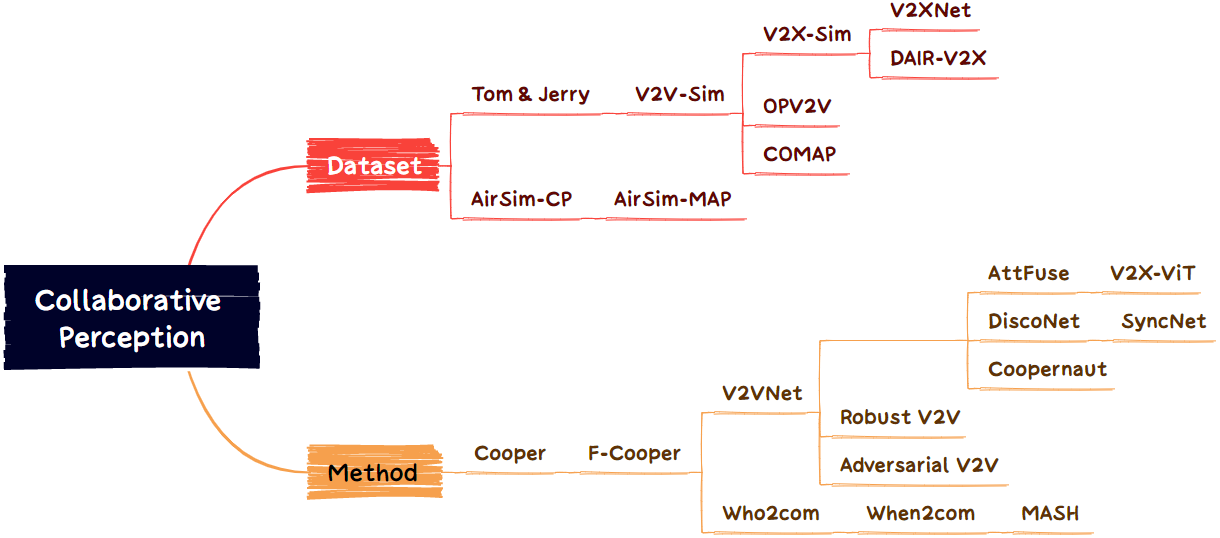 V2XNet
V2X-Sim
DAIR-V2X
Tom & Jerry
V2V-Sim
OPV2V
COMAP
Dataset
AirSim-CP
AirSim-MAP
Collaborative
Perception
AttFuse
V2X-ViT
DiscoNet
SyncNet
Coopernaut
V2VNet
Robust V2V
Cooper
F-Cooper
Method
Adversarial V2V
Who2com
When2com
MASH